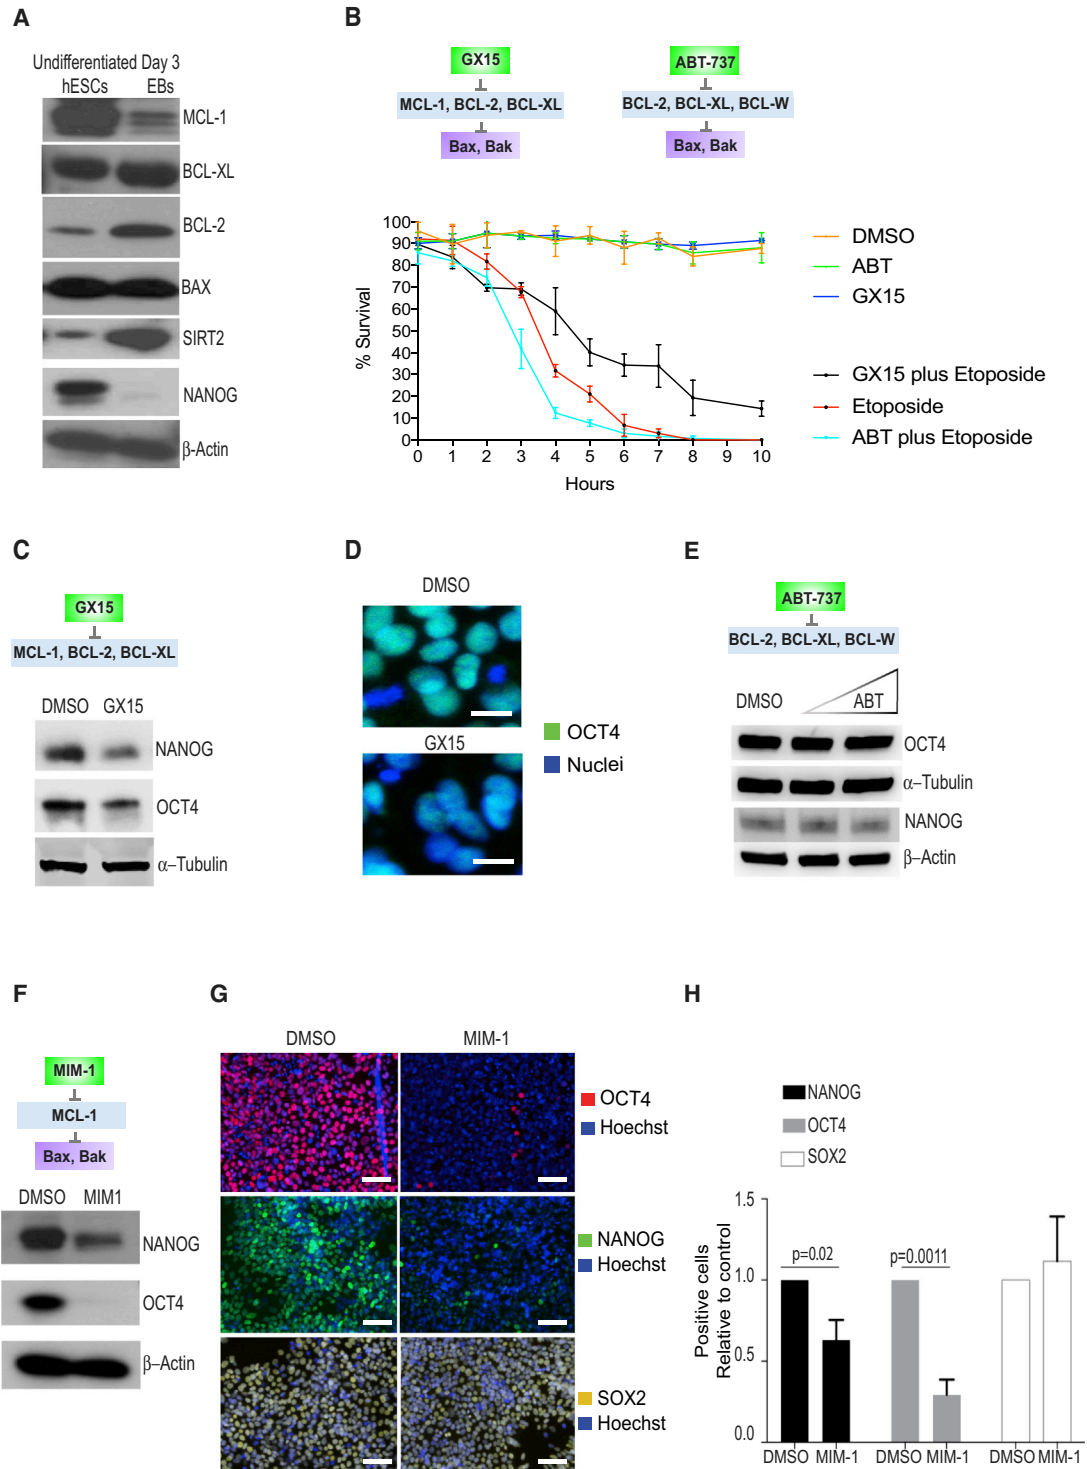 A
Undifferentiated Day 3
hESCs EBs
MCL-1
BCL-XL
BCL-2
BAX
SIRT2
NANOG
β-Actin
B
GX15
MCL-1, BCL-2, BCL-XL
Bax, Bak
ABT-737
BCL-2, BCL-XL, BCL-W
Bax, Bak
% Survival
100
90
80
70
60
50
40
30
20
10
0
0 1 2 3 4 5 6 7 8 9 10
Hours
DMSO
ABT
GX15
GX15 plus Etoposide
Etoposide
ABT plus Etoposide
C
GX15
MCL-1, BCL-2, BCL-XL
DMSO GX15
NANOG
OCT4
α–Tubulin
D
DMSO
GX15
OCT4
Nuclei
E
ABT-737
BCL-2, BCL-XL, BCL-W
DMSO ABT
OCT4
α–Tubulin
NANOG
β–Actin
F
MIM-1
MCL-1
Bax, Bak
DMSO MIM1
NANOG
OCT4
β–Actin
G
DMSO MIM-1
OCT4
Hoechst
NANOG
Hoechst
SOX2
Hoechst
H
NANOG
OCT4
SOX2
Positive cells
Relative to control
1.5
1.0
0.5
0.0
p=0.02
p=0.0011
DMSO MIM-1 DMSO MIM-1 DMSO MIM-1